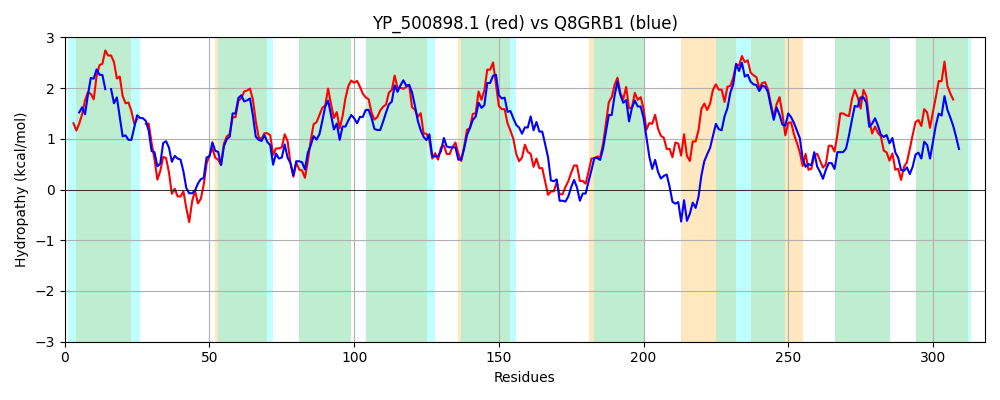 YP_500898.1 (red) vs Q8GRB1 (blue)
Hydropathy (kcal/mol)
3
2
1
0
−1
−2
−3
0 50 100 150 200 250 300
Residues